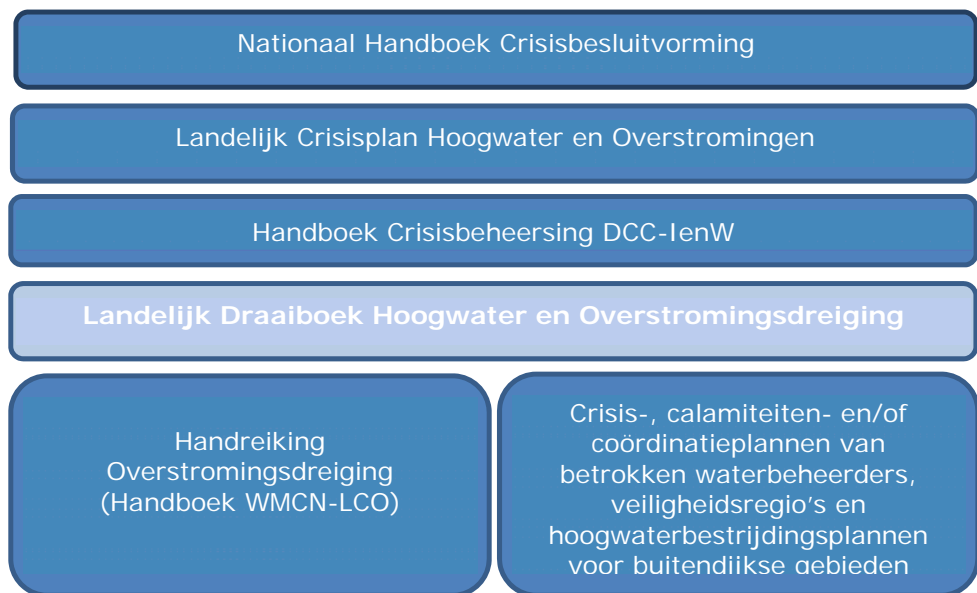 Nationaal Handboek Crisisbesluitvorming
Landelijk Crisisplan Hoogwater en Overstromingen
Handboek Crisisbeheersing DCC-IenW
Landelijk Draaiboek Hoogwater en Overstromingsdreiging
Handreiking
Overstromingsdreiging
(Handboek WMCN-LCO)
Crisis-, calamiteiten- en/of
coördinatieplannen van
betrokken waterbeheerders,
veiligheidsregio's en
hoogwaterbestrijdingsplannen
voor buitendijkse gebieden